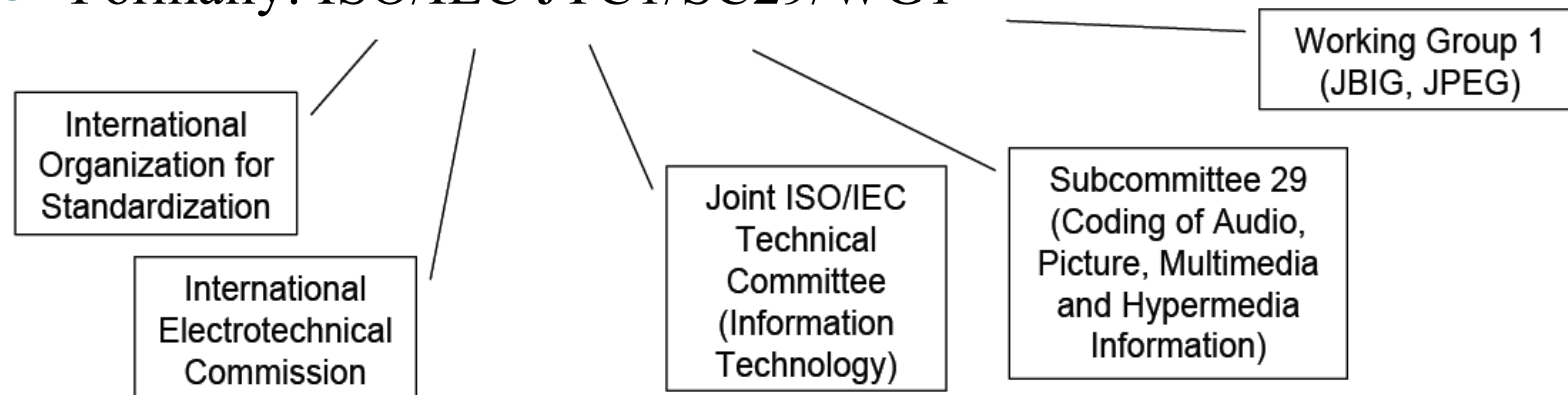 Formally: ISO/IEC JTC1/SC29/WG1
Working Group 1
(JBIG, JPEG)
International
Organization for
Standardization
International
Electrotechnical
Commission
Joint ISO/IEC
Technical
Committee
(Information
Technology)
Subcommittee 29
(Coding of Audio,
Picture, Multimedia
and Hypermedia
Information)